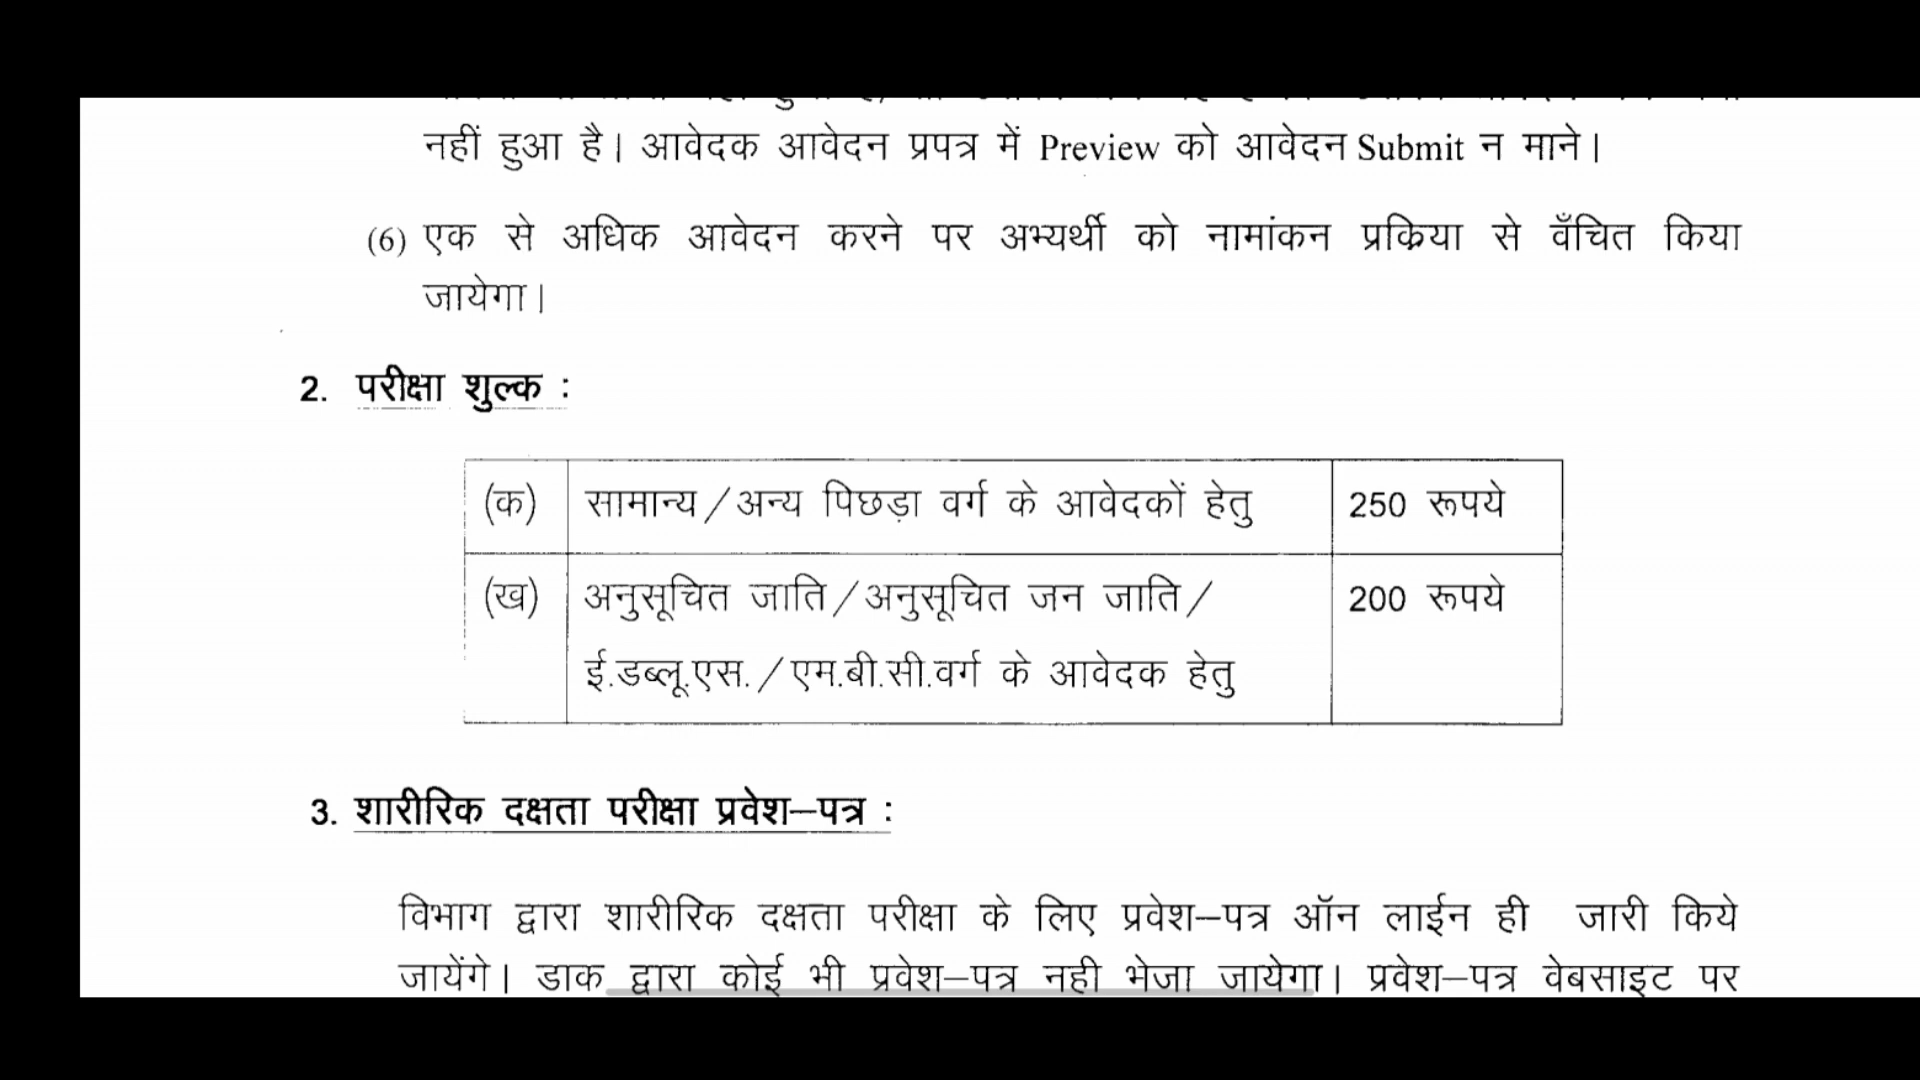 नहीं हुआ है। आवेदक आवेदन प्रपत्र में Preview को आवेदन Submit न माने।
(6) एक से अधिक आवेदन करने पर अभ्यर्थी को नामांकन प्रक्रिया से वँचित किया
जायेगा।
2. परीक्षा शुल्क :
(क) सामान्य/अन्य पिछड़ा वर्ग के आवेदकों हेतु 250 रूपये
(ख) अनुसूचित जाति/अनुसूचित जन जाति/ 200 रूपये
ई.डब्लू.एस./एम.बी.सी.वर्ग के आवेदक हेतु
3. शारीरिक दक्षता परीक्षा प्रवेश–पत्र :
विभाग द्वारा शारीरिक दक्षता परीक्षा के लिए प्रवेश–पत्र ऑन लाईन ही जारी किये
जायेंगे। डाक द्वारा कोई भी प्रवेश–पत्र नही भेजा जायेगा। प्रवेश–पत्र वेबसाइट पर